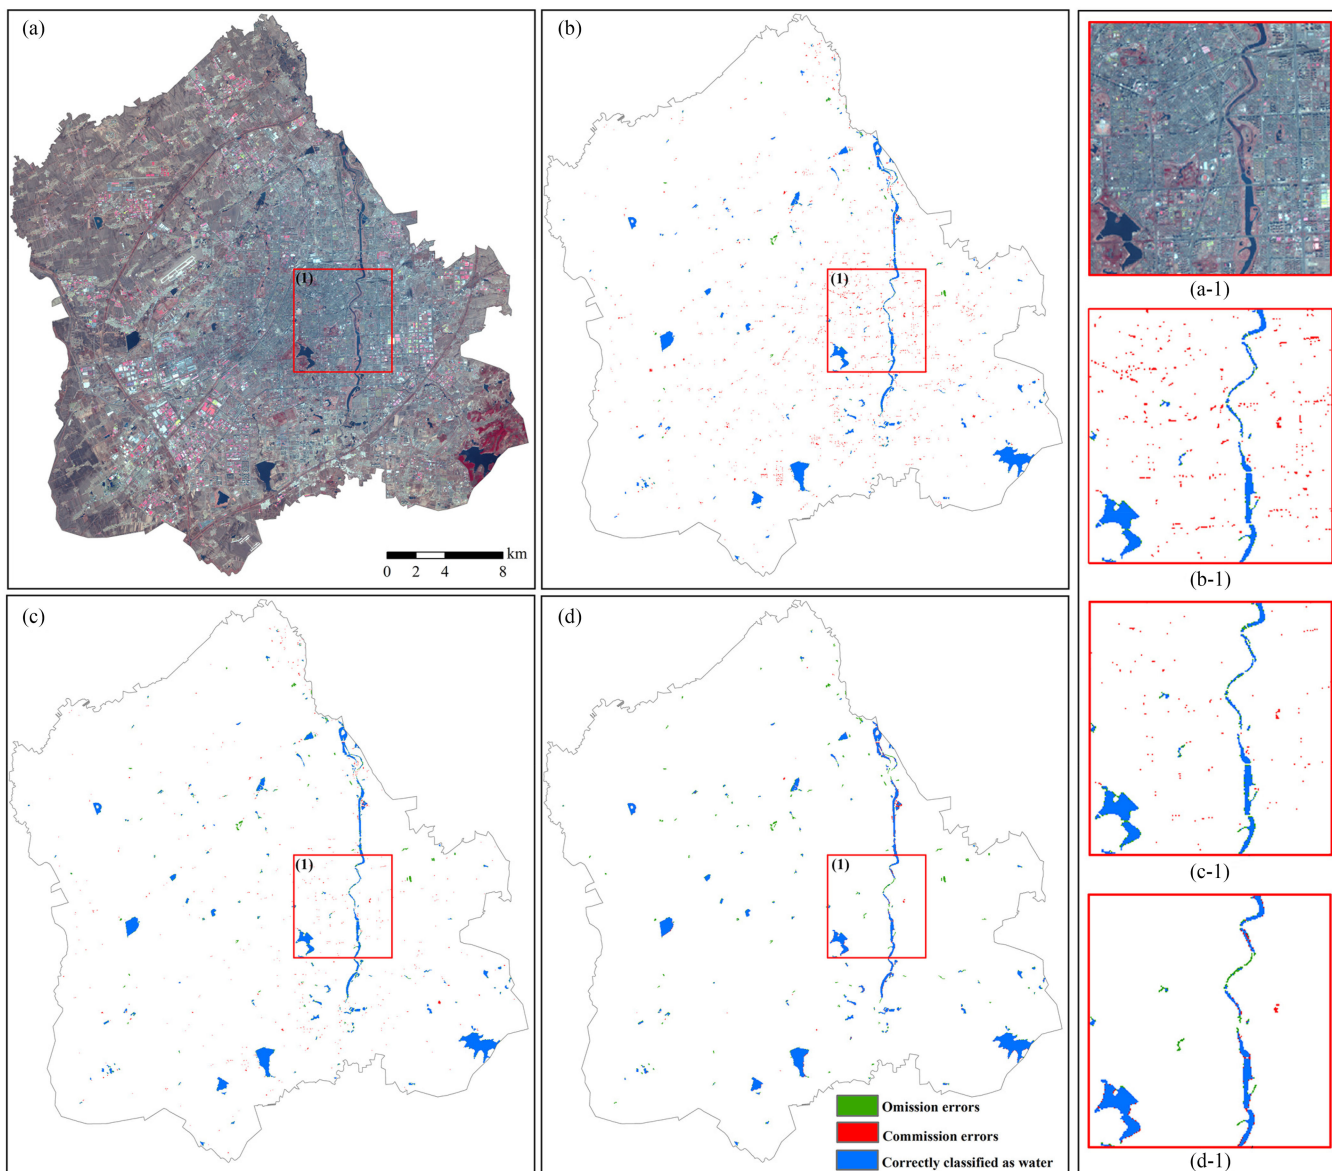 (a)
(1)
km
0 2 4 8
(b)
(1)
(a-1)
(b-1)
(c)
(1)
(d)
(1)
Omission errors
Commission errors
Correctly classified as water
(c-1)
(d-1)